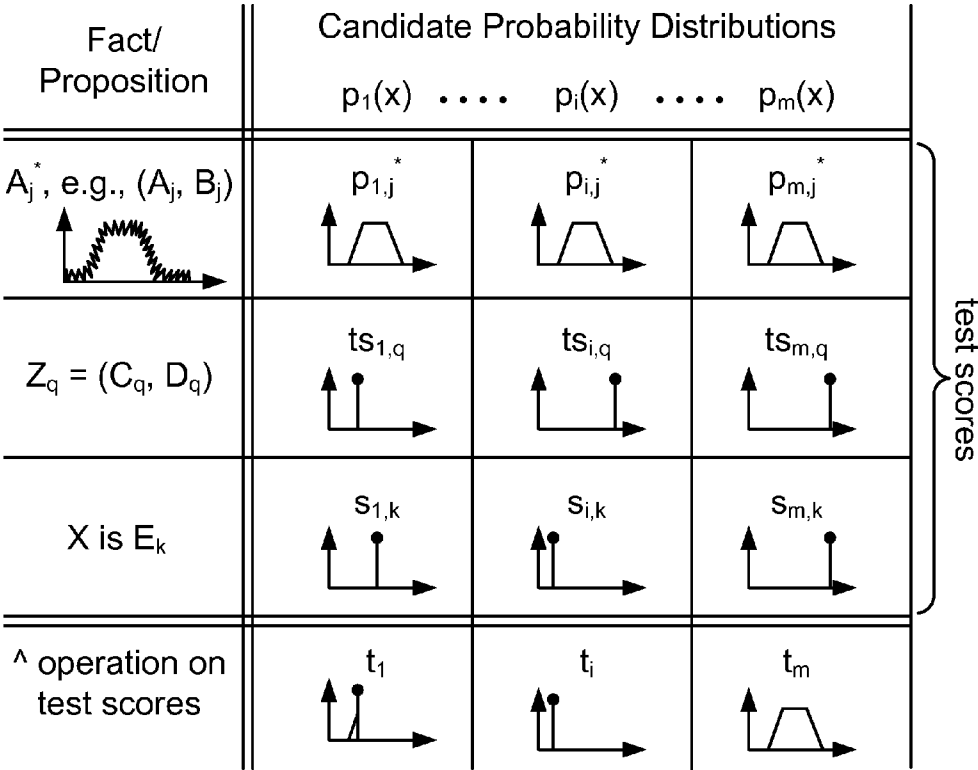 Fact/
Proposition
Candidate Probability Distributions
p1(x) • • • • pi(x) • • • • pm(x)
Aj*, e.g., (Aj, Bj)
p1,j* pi,j* pm,j*
Zq = (Cq, Dq)
ts1,q tsi,q tsm,q
X is Ek
s1,k si,k sm,k
test scores
^ operation on
test scores
t1 ti tm